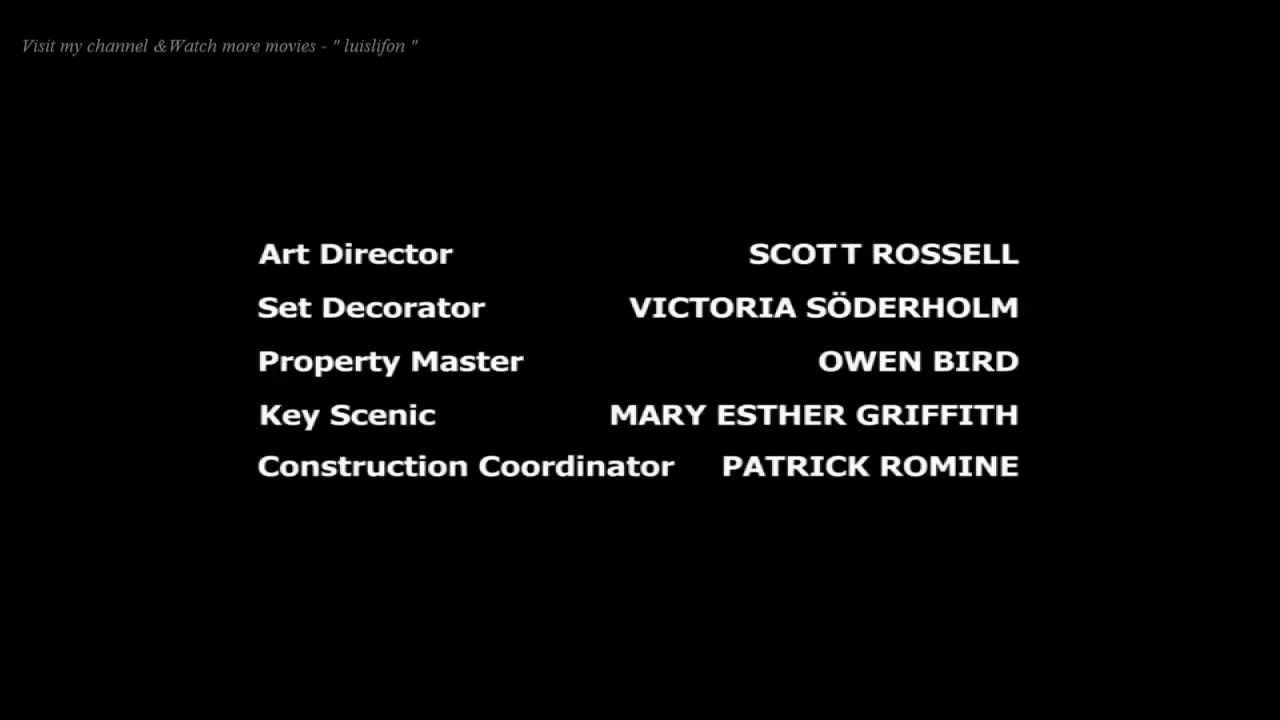 Visit my channel &Watch more movies - " luislifon "
Art Director SCOTT ROSSELL
Set Decorator VICTORIA SÖDERHOLM
Property Master OWEN BIRD
Key Scenic MARY ESTHER GRIFFITH
Construction Coordinator PATRICK ROMINE